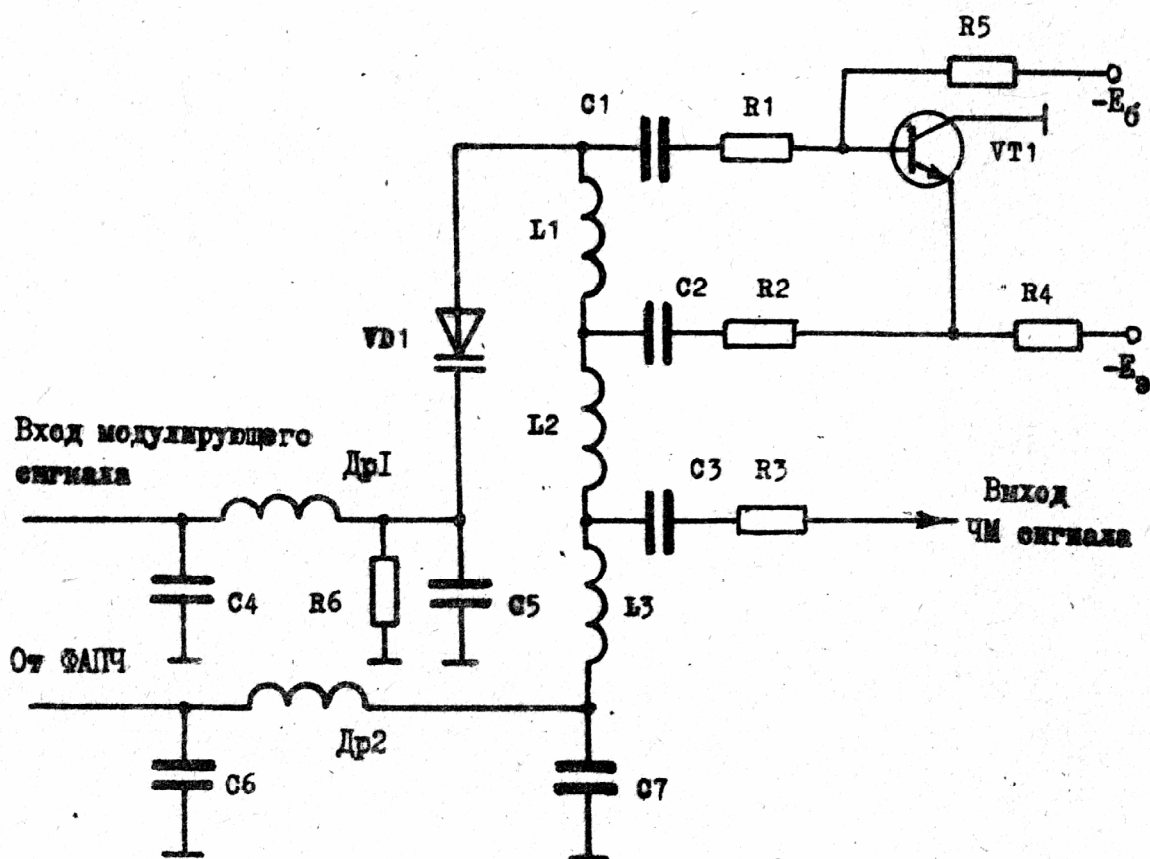 R5
C1
R1
-Eб
VT1
L1
C2
R2
R4
VD1
-Eэ
L2
Вход модулирующего
сигнала
Др1
C3
R3
Выход
ЧМ сигнала
C4
R6
C5
L3
От ФАПЧ
Др2
C6
C7